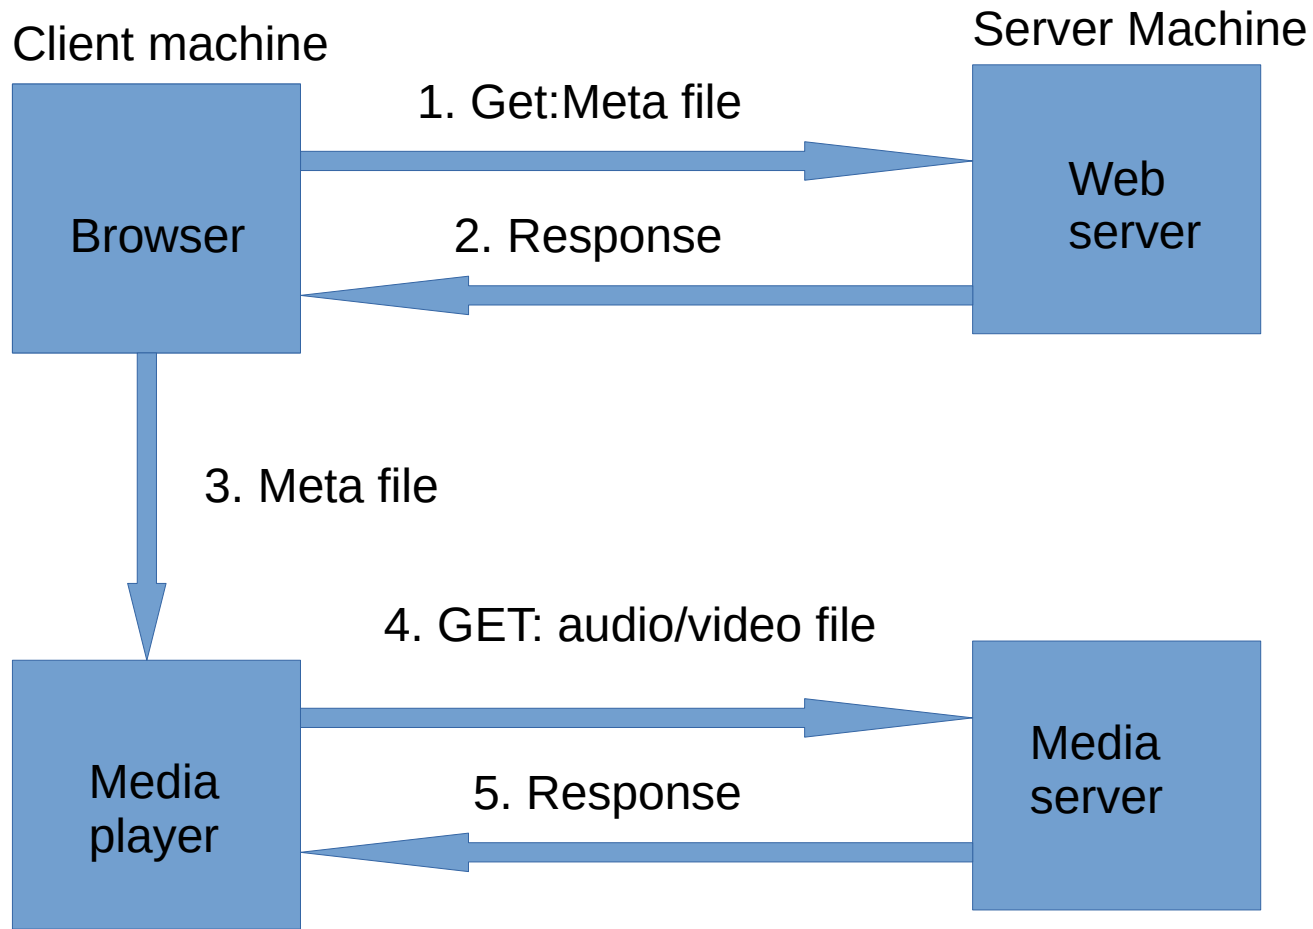 Client machine
Server Machine
1. Get:Meta file
Browser
Web
server
2. Response
3. Meta file
4. GET: audio/video file
Media
player
Media
server
5. Response